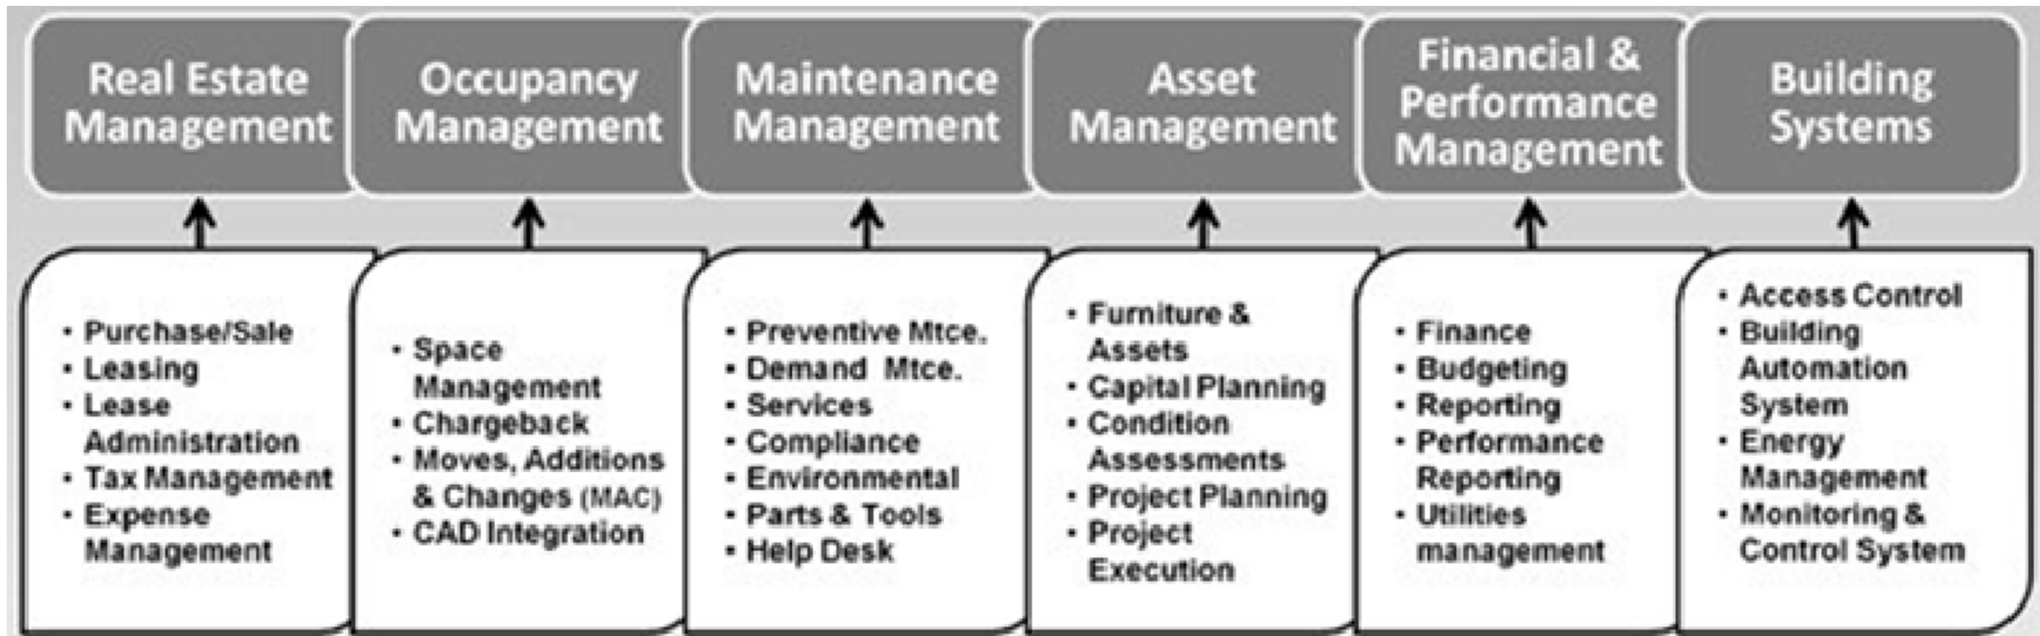 Real Estate
Management
Occupancy
Management
Maintenance
Management
Asset
Management
Financial &
Performance
Management
Building
Systems
• Purchase/Sale
• Leasing
• Lease
Administration
• Tax Management
• Expense
Management
• Space
Management
• Chargeback
• Moves, Additions
& Changes (MAC)
• CAD Integration
• Preventive Mtce.
• Demand Mtce.
• Services
• Compliance
• Environmental
• Parts & Tools
• Help Desk
• Furniture &
Assets
• Capital Planning
• Condition
Assessments
• Project Planning
• Project
Execution
• Finance
• Budgeting
• Reporting
• Performance
Reporting
• Utilities
management
• Access Control
• Building
Automation
System
• Energy
Management
• Monitoring &
Control System